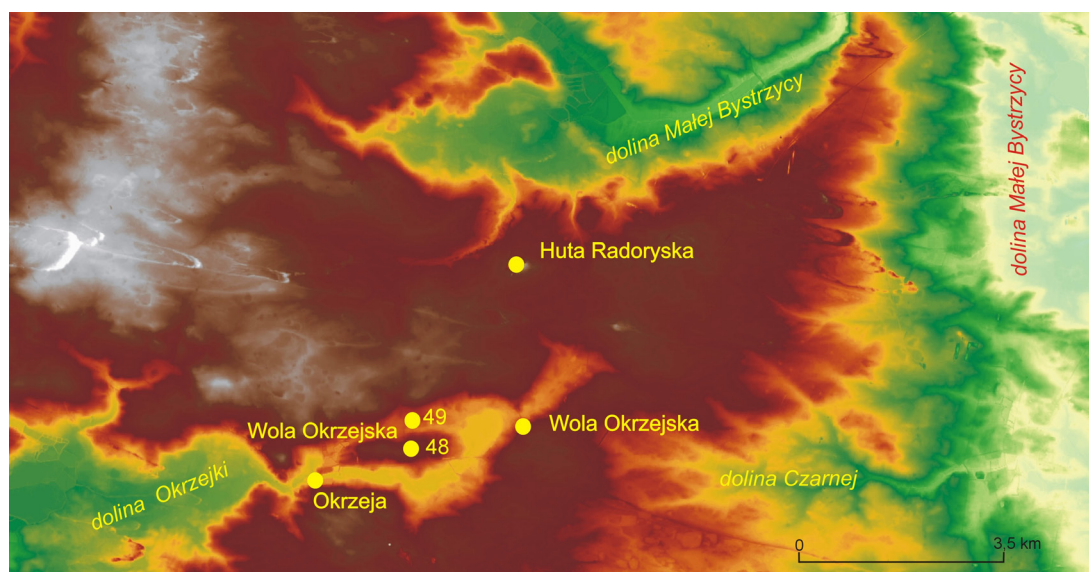 dolina Małej Bystrzycy
dolina Małej Bystrzycy
Huta Radoryska
49
Wola Okrzejska
48
Wola Okrzejska
Okrzeja
dolina Okrzejki
dolina Czarnej
0
3,5 km